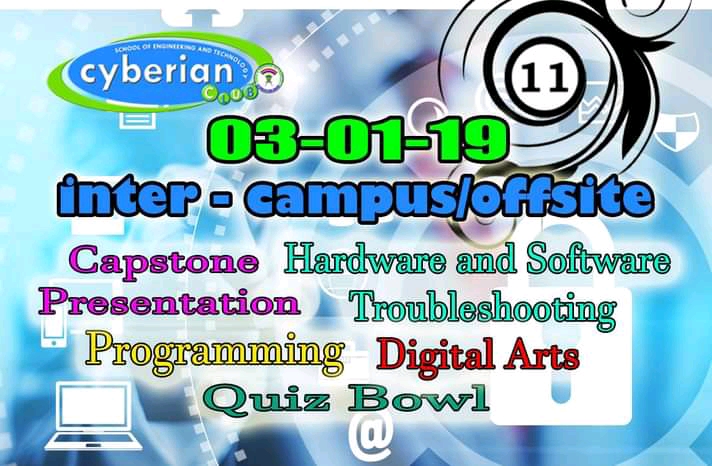 SCHOOL OF ENGINEERING AND TECHNOLOGY
cyberian
CLUB
11
03-01-19
inter - campus/offsite
Capstone Hardware and Software
Presentation Troubleshooting
Programming Digital Arts
Quiz Bowl
@